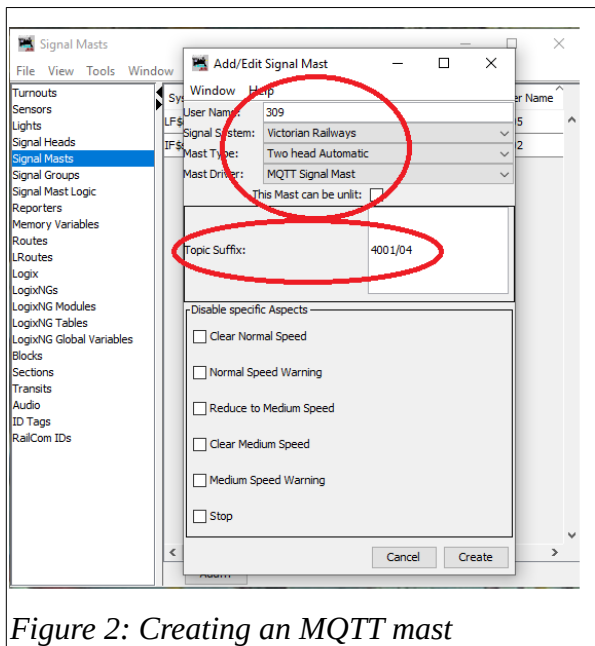 Signal Masts
File View Tools Window
Turnouts
Sensors
Lights
Signal Heads
Signal Masts
Signal Groups
Signal Mast Logic
Reporters
Memory Variables
Routes
LRoutes
Logix
LogixNGs
LogixNG Modules
LogixNG Tables
LogixNG Global Variables
Blocks
Sections
Transits
Audio
ID Tags
RailCom IDs
er Name
Add/Edit Signal Mast
Window Help
User Name: 309
Signal System: Victorian Railways
Mast Type: Two head Automatic
Mast Driver: MQTT Signal Mast
This Mast can be unlit:
Topic Suffix: 4001/04
Disable specific Aspects
Clear Normal Speed
Normal Speed Warning
Reduce to Medium Speed
Clear Medium Speed
Medium Speed Warning
Stop
Cancel Create
Figure 2: Creating an MQTT mast